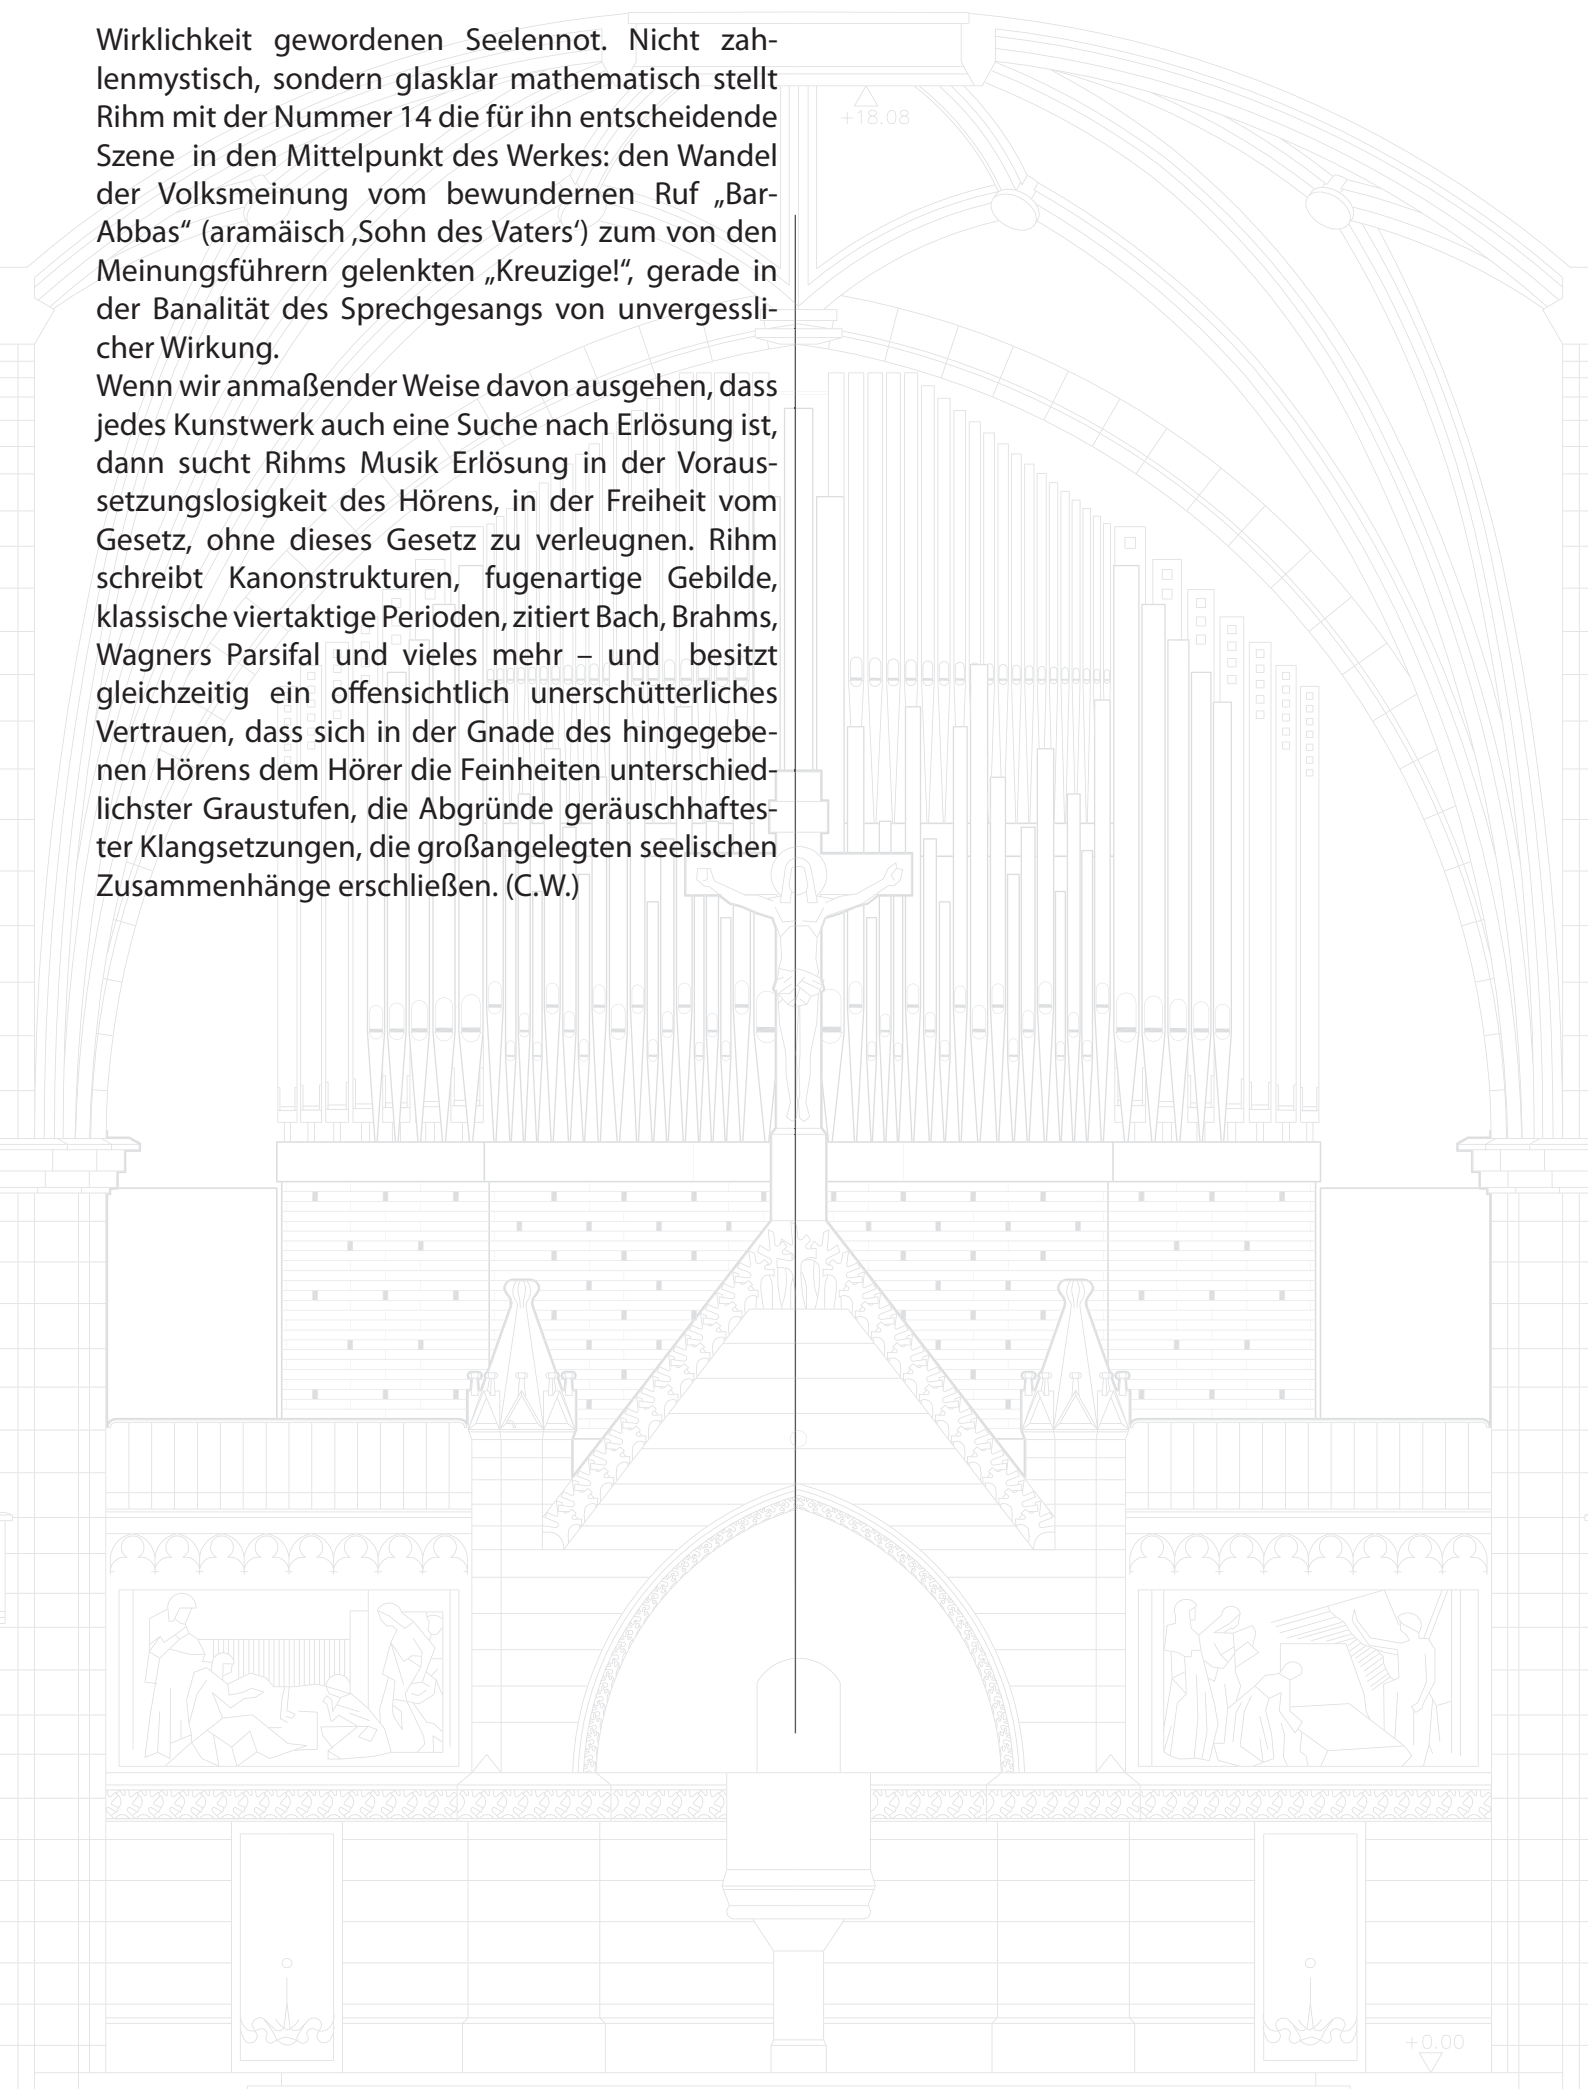 Wirklichkeit gewordenen Seelennot. Nicht zah-
lenmystisch, sondern glasklar mathematisch stellt
Rihm mit der Nummer 14 die für ihn entscheidende
Szene in den Mittelpunkt des Werkes: den Wandel
der Volksmeinung vom bewundernen Ruf „Bar-
Abbas“ (aramäisch ‚Sohn des Vaters‘) zum von den
Meinungsführern gelenkten „Kreuzige!“, gerade in
der Banalität des Sprechgesangs von unvergessli-
cher Wirkung.
Wenn wir anmaßender Weise davon ausgehen, dass
jedes Kunstwerk auch eine Suche nach Erlösung ist,
dann sucht Rihms Musik Erlösung in der Voraus-
setzungslosigkeit des Hörens, in der Freiheit vom
Gesetz, ohne dieses Gesetz zu verleugnen. Rihm
schreibt Kanonstrukturen, fugenartige Gebilde,
klassische viertaktige Perioden, zitiert Bach, Brahms,
Wagners Parsifal und vieles mehr – und besitzt
gleichzeitig ein offensichtlich unerschütterliches
Vertrauen, dass sich in der Gnade des hingegebe-
nen Hörens dem Hörer die Feinheiten unterschied-
lichster Graustufen, die Abgründe geräuschhaftes-
ter Klangsetzungen, die großangelegten seelischen
Zusammenhänge erschließen. (C.W.)
+18.08
+0.00